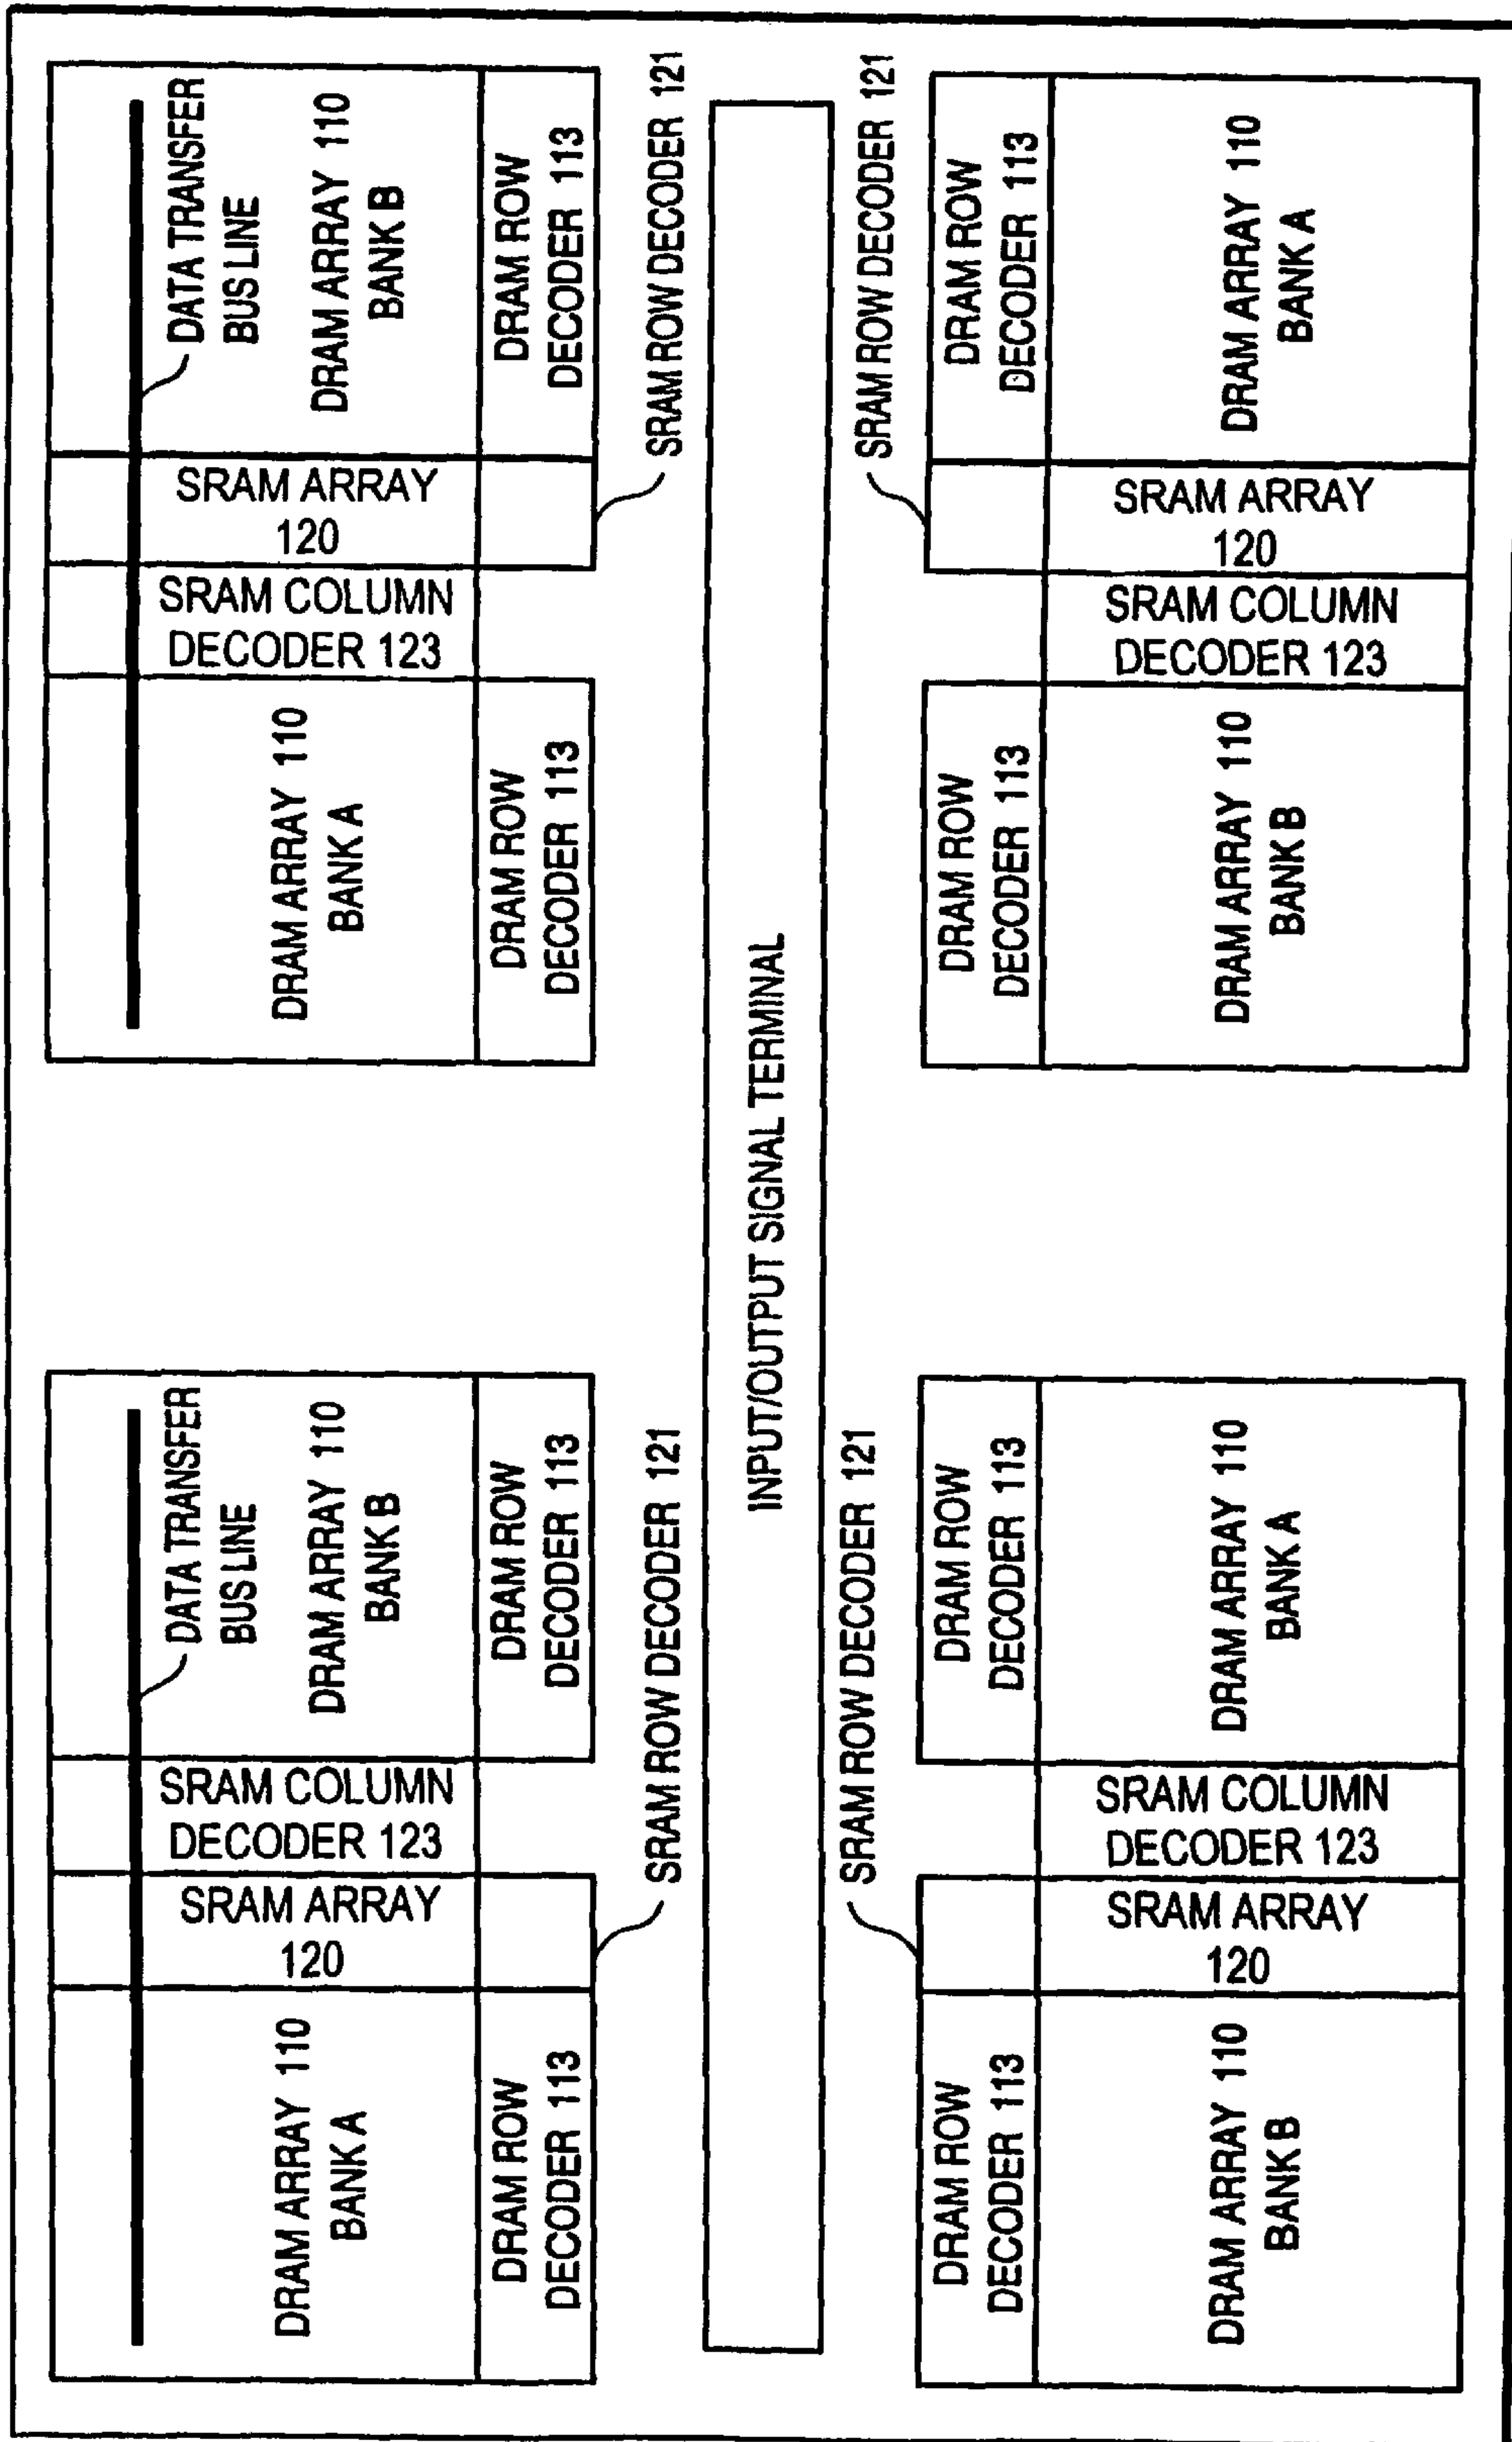 DRAM ARRAY 110
BANK A
SRAM ARRAY
120
SRAM COLUMN
DECODER 123
DATA TRANSFER
BUS LINE
DRAM ARRAY 110
BANK B
DRAM ROW
DECODER 113
DRAM ROW
DECODER 113
SRAM ROW DECODER 121
DRAM ARRAY 110
BANK A
SRAM COLUMN
DECODER 123
SRAM ARRAY
120
DATA TRANSFER
BUS LINE
DRAM ARRAY 110
BANK B
DRAM ROW
DECODER 113
DRAM ROW
DECODER 113
SRAM ROW DECODER 121
INPUT/OUTPUT SIGNAL TERMINAL
SRAM ROW DECODER 121
DRAM ROW
DECODER 113
DRAM ROW
DECODER 113
DRAM ARRAY 110
BANK B
SRAM ARRAY
120
SRAM COLUMN
DECODER 123
DRAM ARRAY 110
BANK A
SRAM ROW DECODER 121
DRAM ROW
DECODER 113
DRAM ROW
DECODER 113
DRAM ARRAY 110
BANK B
SRAM COLUMN
DECODER 123
SRAM ARRAY
120
DRAM ARRAY 110
BANK A